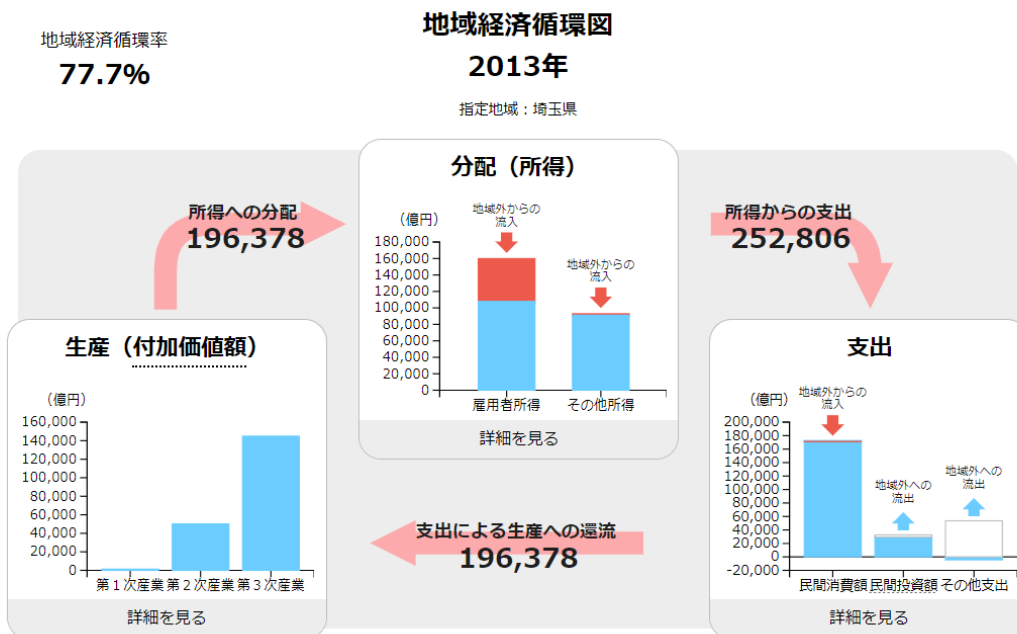 地域経済循環率
77.7%
地域経済循環図
2013年
指定地域：埼玉県
所得への分配
196,378
分配（所得）
（億円）
地域外からの
流入
地域外からの
流入
180,000
160,000
140,000
120,000
100,000
80,000
60,000
40,000
20,000
0
雇用者所得 その他所得
詳細を見る
所得からの支出
252,806
生産（付加価値額）
（億円）
160,000
140,000
120,000
100,000
80,000
60,000
40,000
20,000
0
第１次産業 第２次産業 第３次産業
詳細を見る
支出による生産への還流
196,378
支出
（億円）
地域外からの
流入
地域外への
流出
地域外への
流出
200,000
180,000
160,000
140,000
120,000
100,000
80,000
60,000
40,000
20,000
0
-20,000
民間消費額 民間投資額 その他支出
詳細を見る